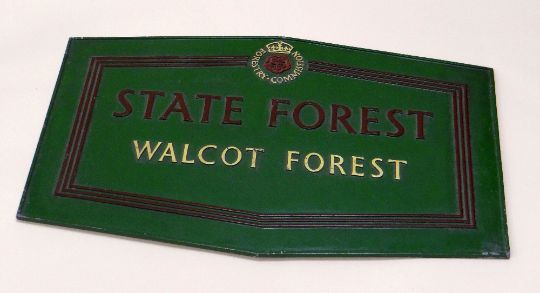 FORESTRY · COMMISSION
STATE FOREST
WALCOT FOREST